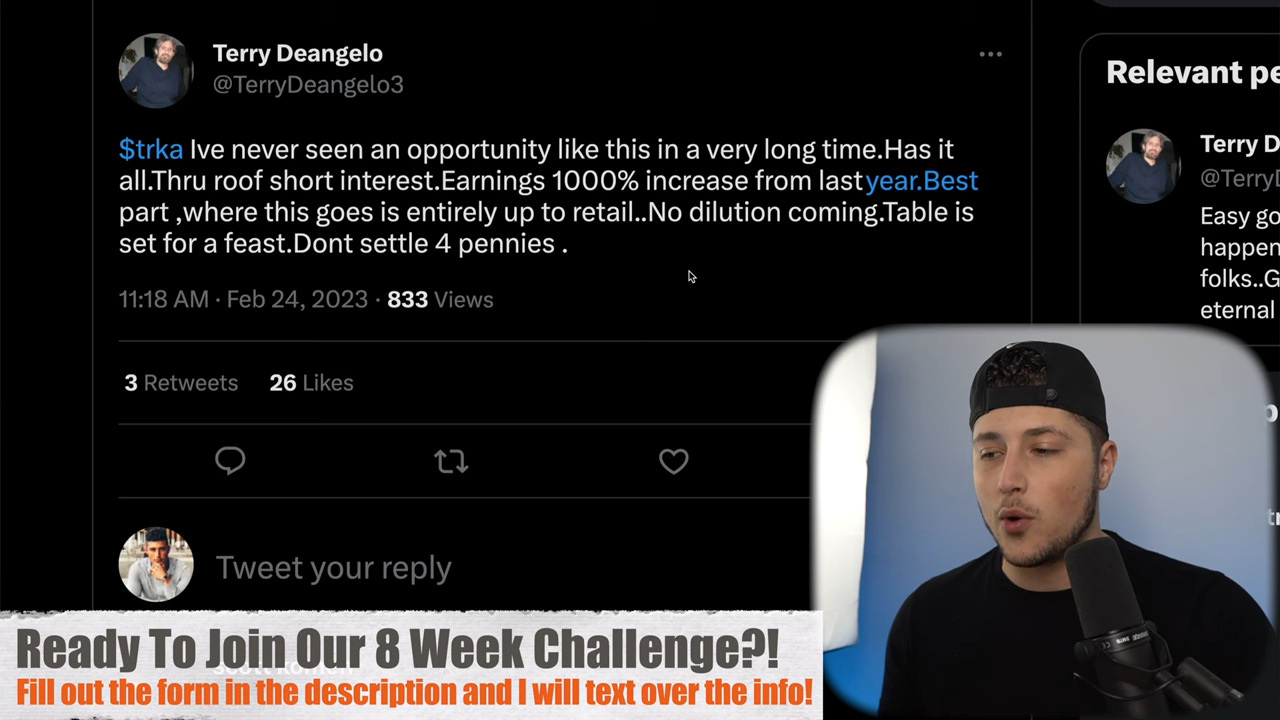 Terry Deangelo
@TerryDeangelo3
$trka Ive never seen an opportunity like this in a very long time.Has it
all.Thru roof short interest.Earnings 1000% increase from last year.Best
part ,where this goes is entirely up to retail..No dilution coming.Table is
set for a feast.Dont settle 4 pennies .
11:18 AM · Feb 24, 2023 · 833 Views
3 Retweets 26 Likes
Tweet your reply
Relevant pe
Terry D
@TerryD
Easy go
happen
folks..G
eternal
Ready To Join Our 8 Week Challenge?!
Fill out the form in the description and I will text over the info!